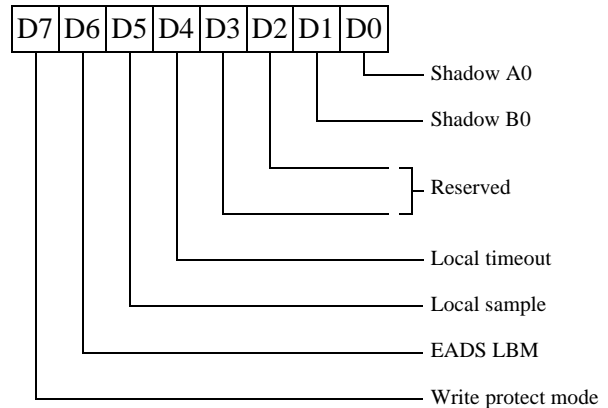 D7 D6 D5 D4 D3 D2 D1 D0
Shadow A0
Shadow B0
Reserved
Local timeout
Local sample
EADS LBM
Write protect mode